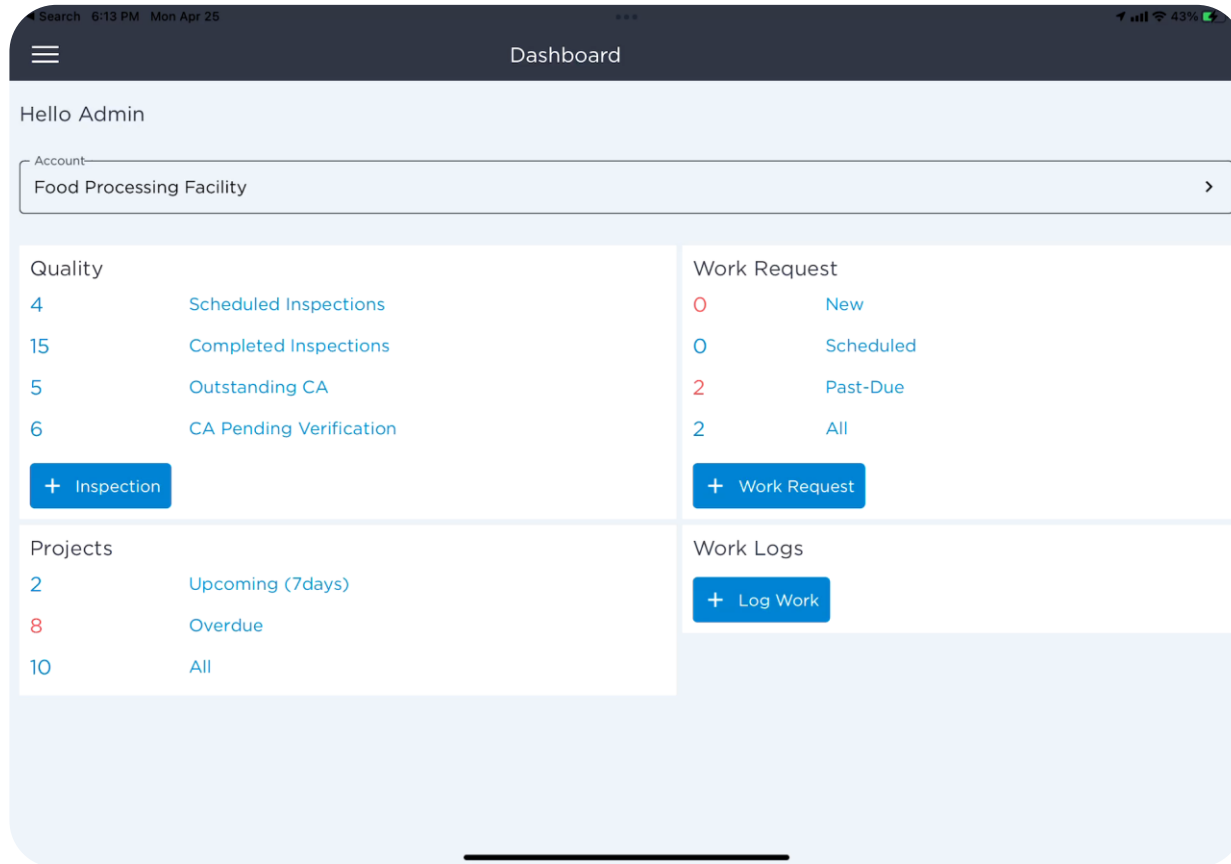 Search 6:13 PM Mon Apr 25 43%
Dashboard
Hello Admin
Account
Food Processing Facility
Quality
4 Scheduled Inspections
15 Completed Inspections
5 Outstanding CA
6 CA Pending Verification
+ Inspection
Work Request
0 New
0 Scheduled
2 Past-Due
2 All
+ Work Request
Projects
2 Upcoming (7days)
8 Overdue
10 All
Work Logs
+ Log Work